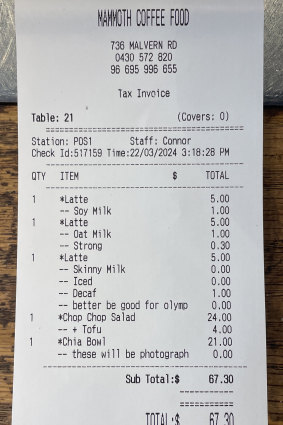 MAMMOTH COFFEE FOOD
736 MALVERN RD
0430 572 820
96 695 996 655
Tax Invoice
Table: 21 (Covers: 0)
Station: POS1 Staff: Connor
Check Id:517159 Time:22/03/2024 3:18:28 PM
QTY ITEM $ TOTAL
1 *Latte 5.00
-- Soy Milk 1.00
1 *Latte 5.00
-- Oat Milk 1.00
-- Strong 0.30
1 *Latte 5.00
-- Skinny Milk 0.00
-- Iced 0.00
-- Decaf 1.00
-- better be good for olymp 0.00
1 *Chop Chop Salad 24.00
-- + Tofu 4.00
1 *Chia Bowl 21.00
-- these will be photograph 0.00
Sub Total:$ 67.30
TOTAL:$ 67.30